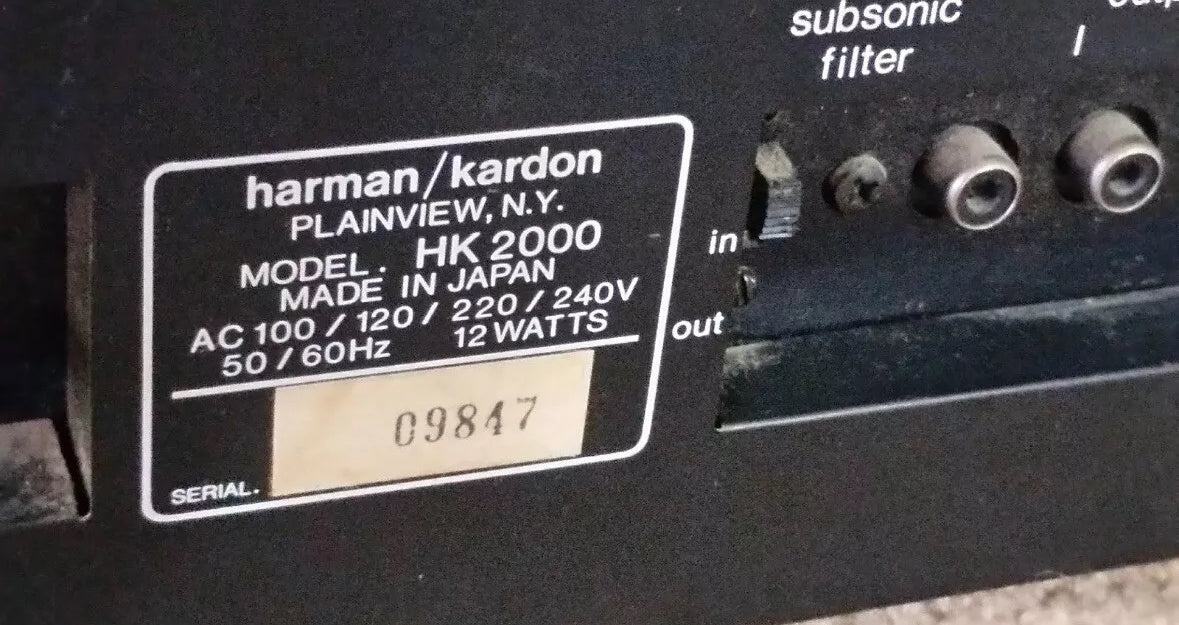 subsonic
filter
l
harman/kardon
PLAINVIEW, N.Y.
MODEL. HK 2000
MADE IN JAPAN
AC 100 / 120 / 220 / 240V
50 / 60Hz 12 WATTS
09847
SERIAL.
in
out